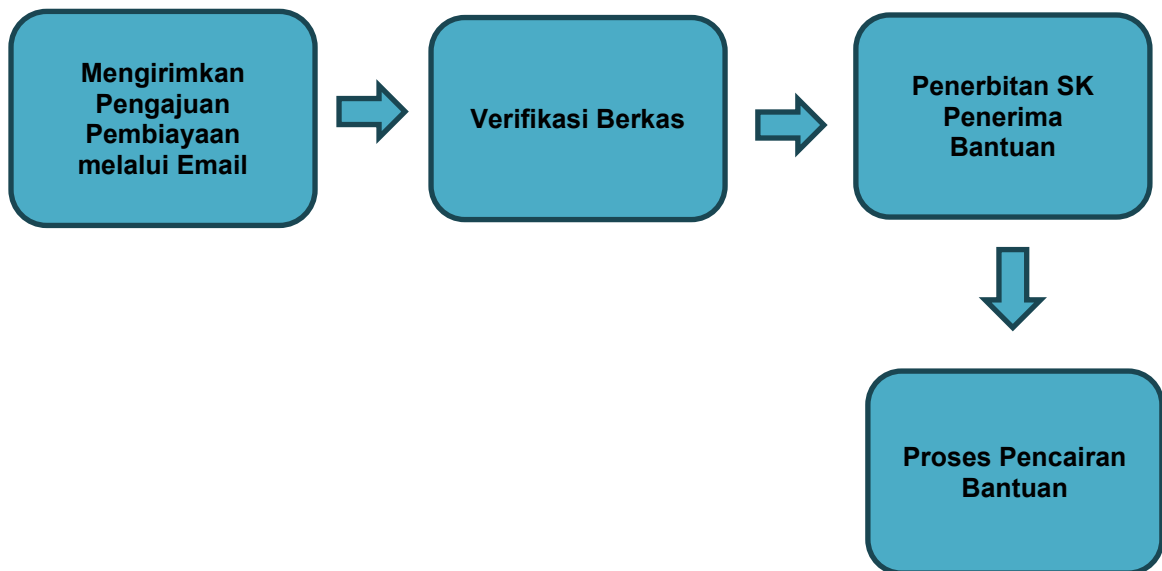 Mengirimkan
Pengajuan
Pembiayaan
melalui Email
Verifikasi Berkas
Penerbitan SK
Penerima
Bantuan
Proses Pencairan
Bantuan